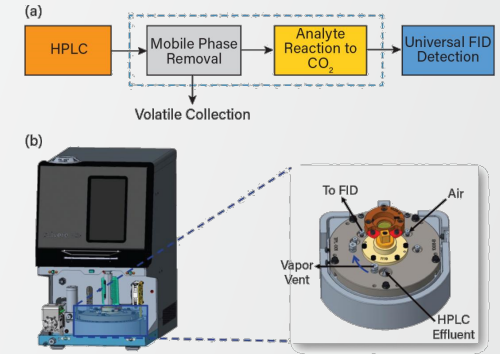 (a)
HPLC
Mobile Phase
Removal
Analyte
Reaction to
CO2
Universal FID
Detection
Volatile Collection
(b)
To FID
Air
Vapor
Vent
HPLC
Effluent